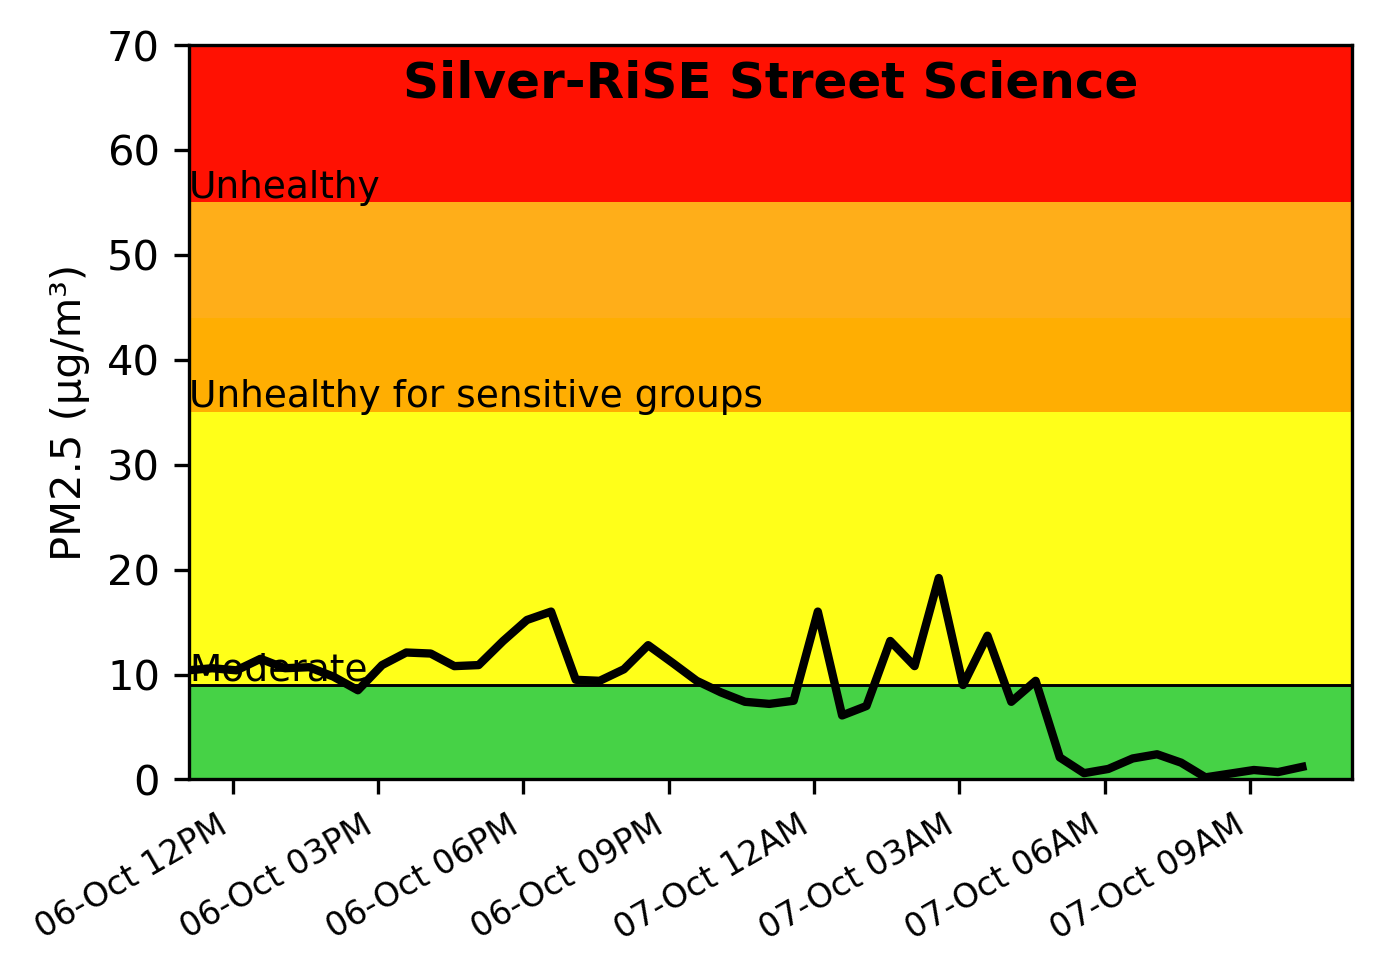 Silver-RiSE Street Science
70
60
50
40
30
20
10
0
PM2.5 (µg/m³)
Unhealthy
Unhealthy for sensitive groups
Moderate
06-Oct 12PM
06-Oct 03PM
06-Oct 06PM
06-Oct 09PM
07-Oct 12AM
07-Oct 03AM
07-Oct 06AM
07-Oct 09AM